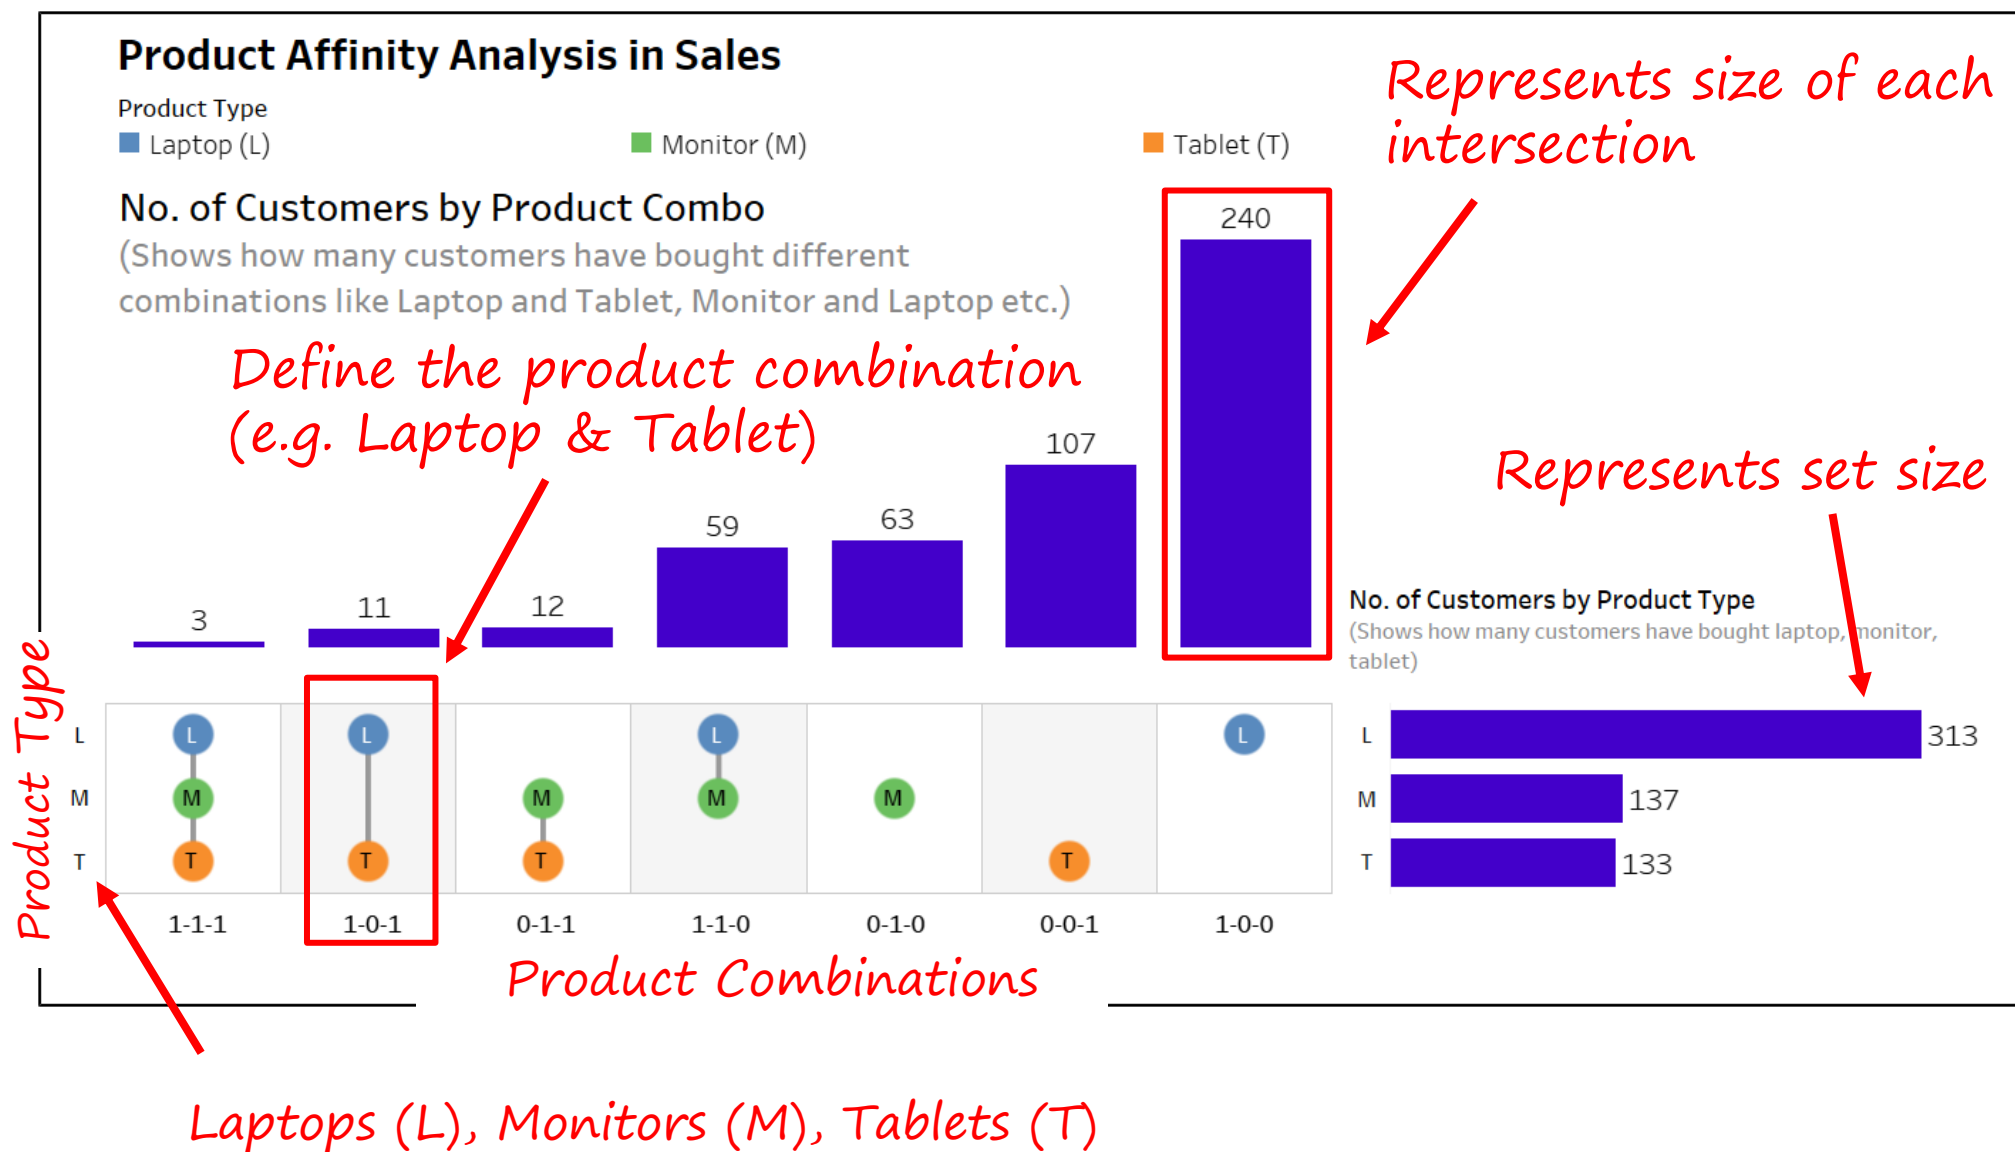 Product Affinity Analysis in Sales
Product Type
Laptop (L)
Monitor (M)
Tablet (T)
Represents size of each
intersection
No. of Customers by Product Combo
(Shows how many customers have bought different
combinations like Laptop and Tablet, Monitor and Laptop etc.)
Define the product combination
(e.g. Laptop & Tablet)
Represents set size
3
11
12
59
63
107
240
No. of Customers by Product Type
(Shows how many customers have bought laptop, monitor,
tablet)
Product Type
L
M
T
L
M
T
L
T
M
T
L
M
M
T
L
1-1-1
1-0-1
0-1-1
1-1-0
0-1-0
0-0-1
1-0-0
L
313
M
137
T
133
Product Combinations
Laptops (L), Monitors (M), Tablets (T)